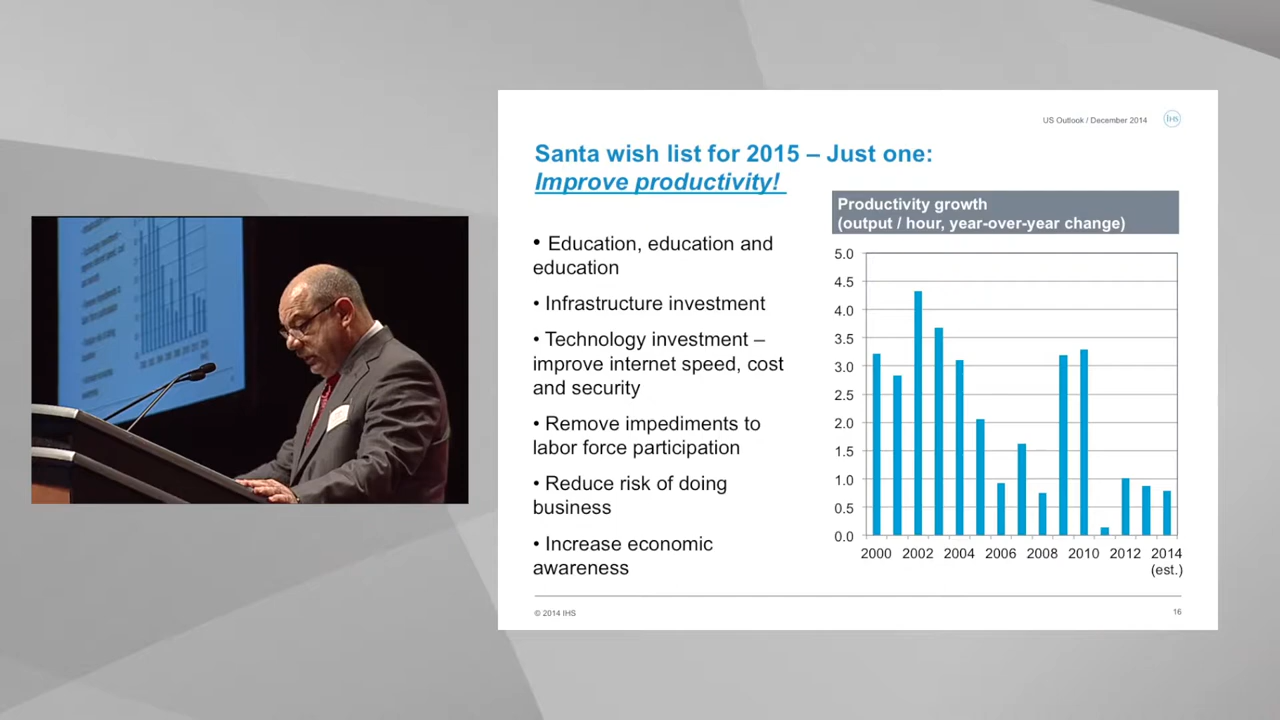 US Outlook / December 2014
IHS
Santa wish list for 2015 – Just one:
Improve productivity!
• Education, education and
education
• Infrastructure investment
• Technology investment –
improve internet speed, cost
and security
• Remove impediments to
labor force participation
• Reduce risk of doing
business
• Increase economic
awareness
Productivity growth
(output / hour, year-over-year change)
5.0
4.5
4.0
3.5
3.0
2.5
2.0
1.5
1.0
0.5
0.0
2000 2002 2004 2006 2008 2010 2012 2014
(est.)
© 2014 IHS
16